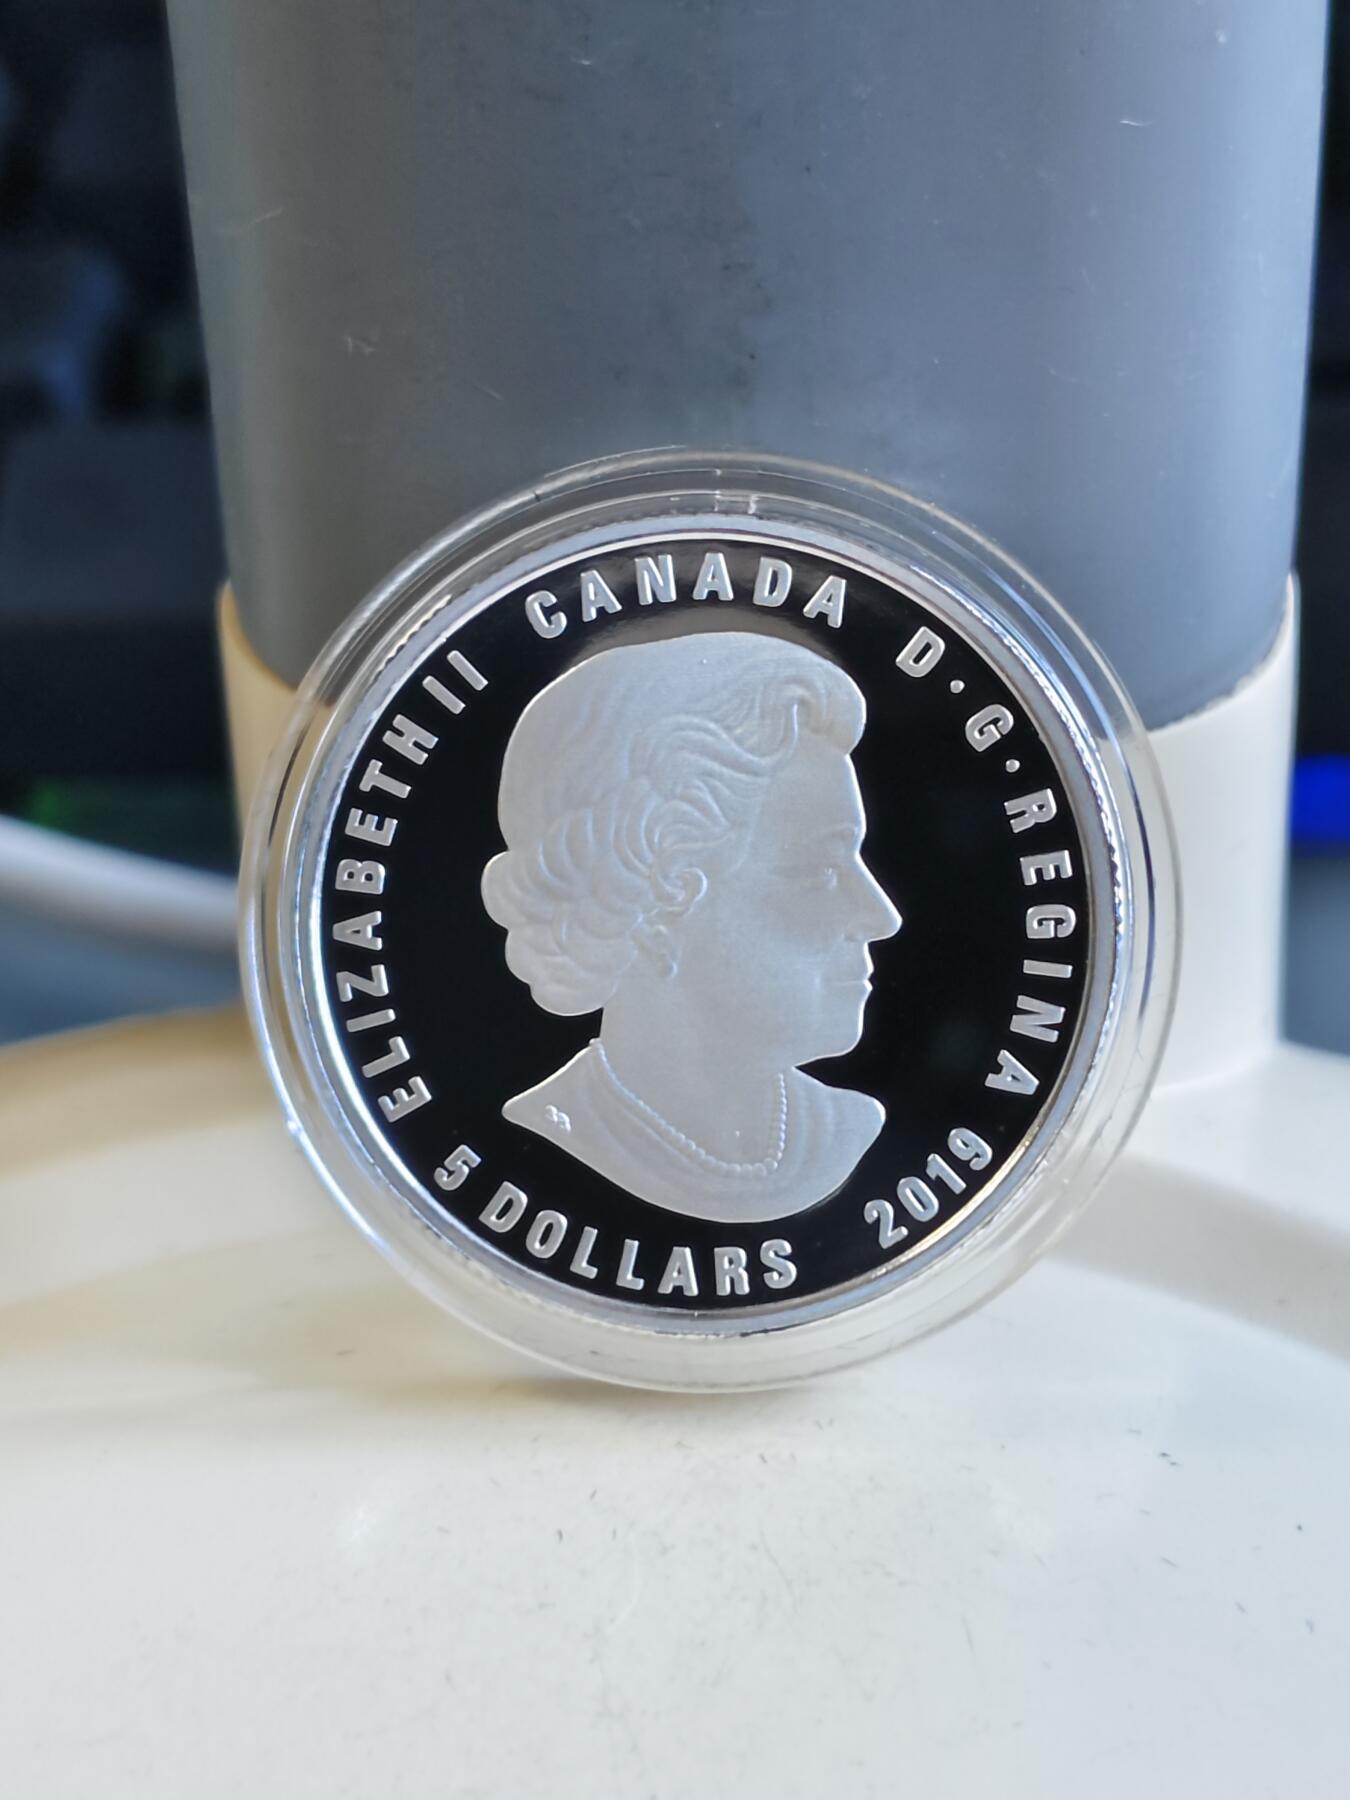 ELIZABETH II CANADA D·G·REGINA
5 DOLLARS 2019